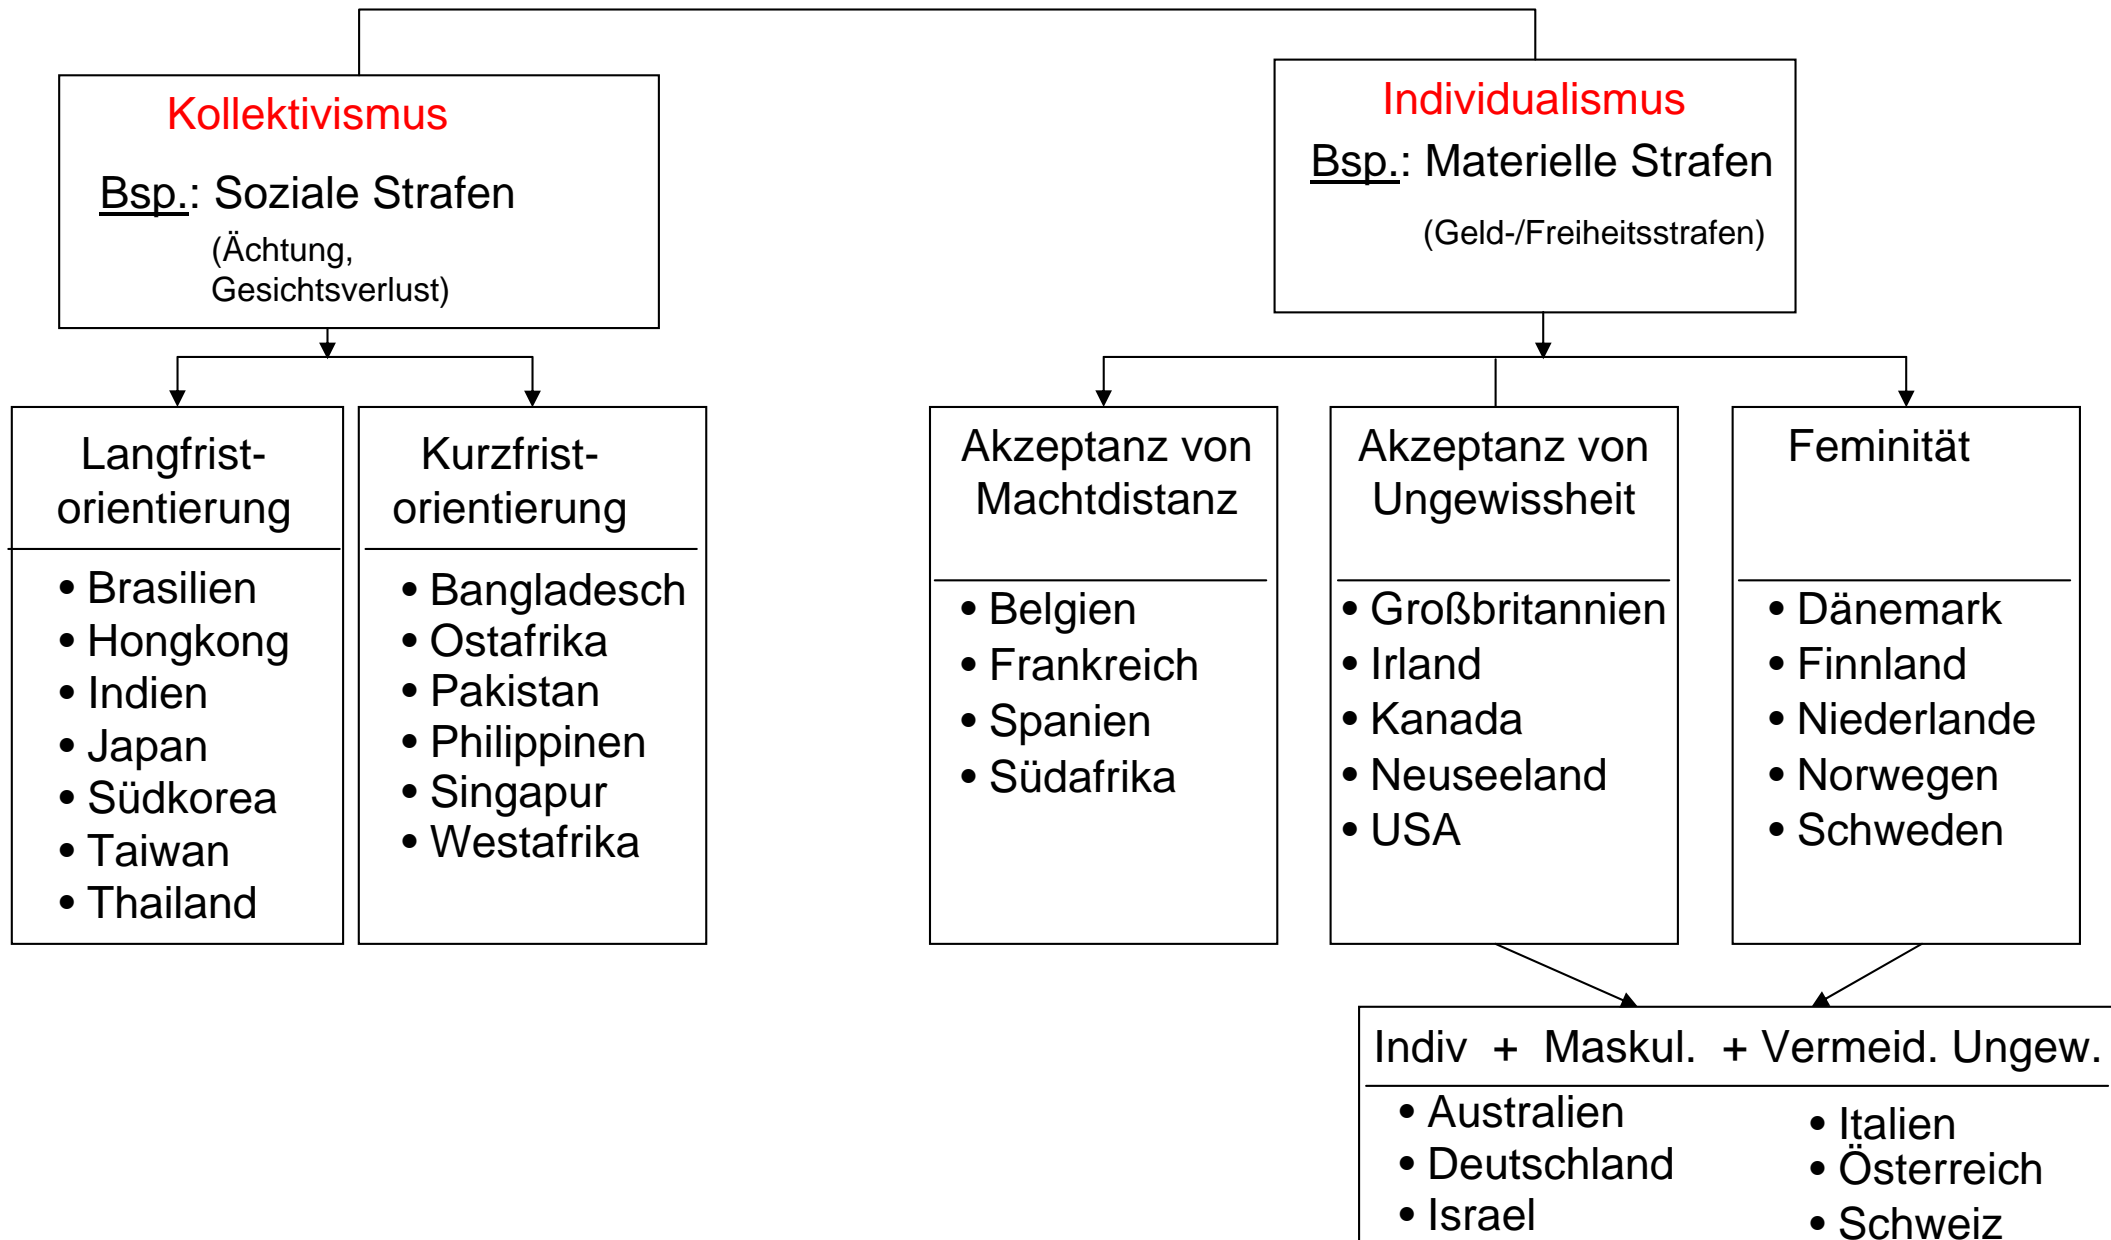 Kollektivismus
Bsp.: Soziale Strafen
(Ächtung,
Gesichtsverlust)
Individualismus
Bsp.: Materielle Strafen
(Geld-/Freiheitsstrafen)
Langfrist-
orientierung
• Brasilien
• Hongkong
• Indien
• Japan
• Südkorea
• Taiwan
• Thailand
Kurzfrist-
orientierung
• Bangladesch
• Ostafrika
• Pakistan
• Philippinen
• Singapur
• Westafrika
Akzeptanz von
Machtdistanz
• Belgien
• Frankreich
• Spanien
• Südafrika
Akzeptanz von
Ungewissheit
• Großbritannien
• Irland
• Kanada
• Neuseeland
• USA
Feminität
• Dänemark
• Finnland
• Niederlande
• Norwegen
• Schweden
Indiv + Maskul. + Vermeid. Ungew.
• Australien
• Deutschland
• Israel
• Italien
• Österreich
• Schweiz